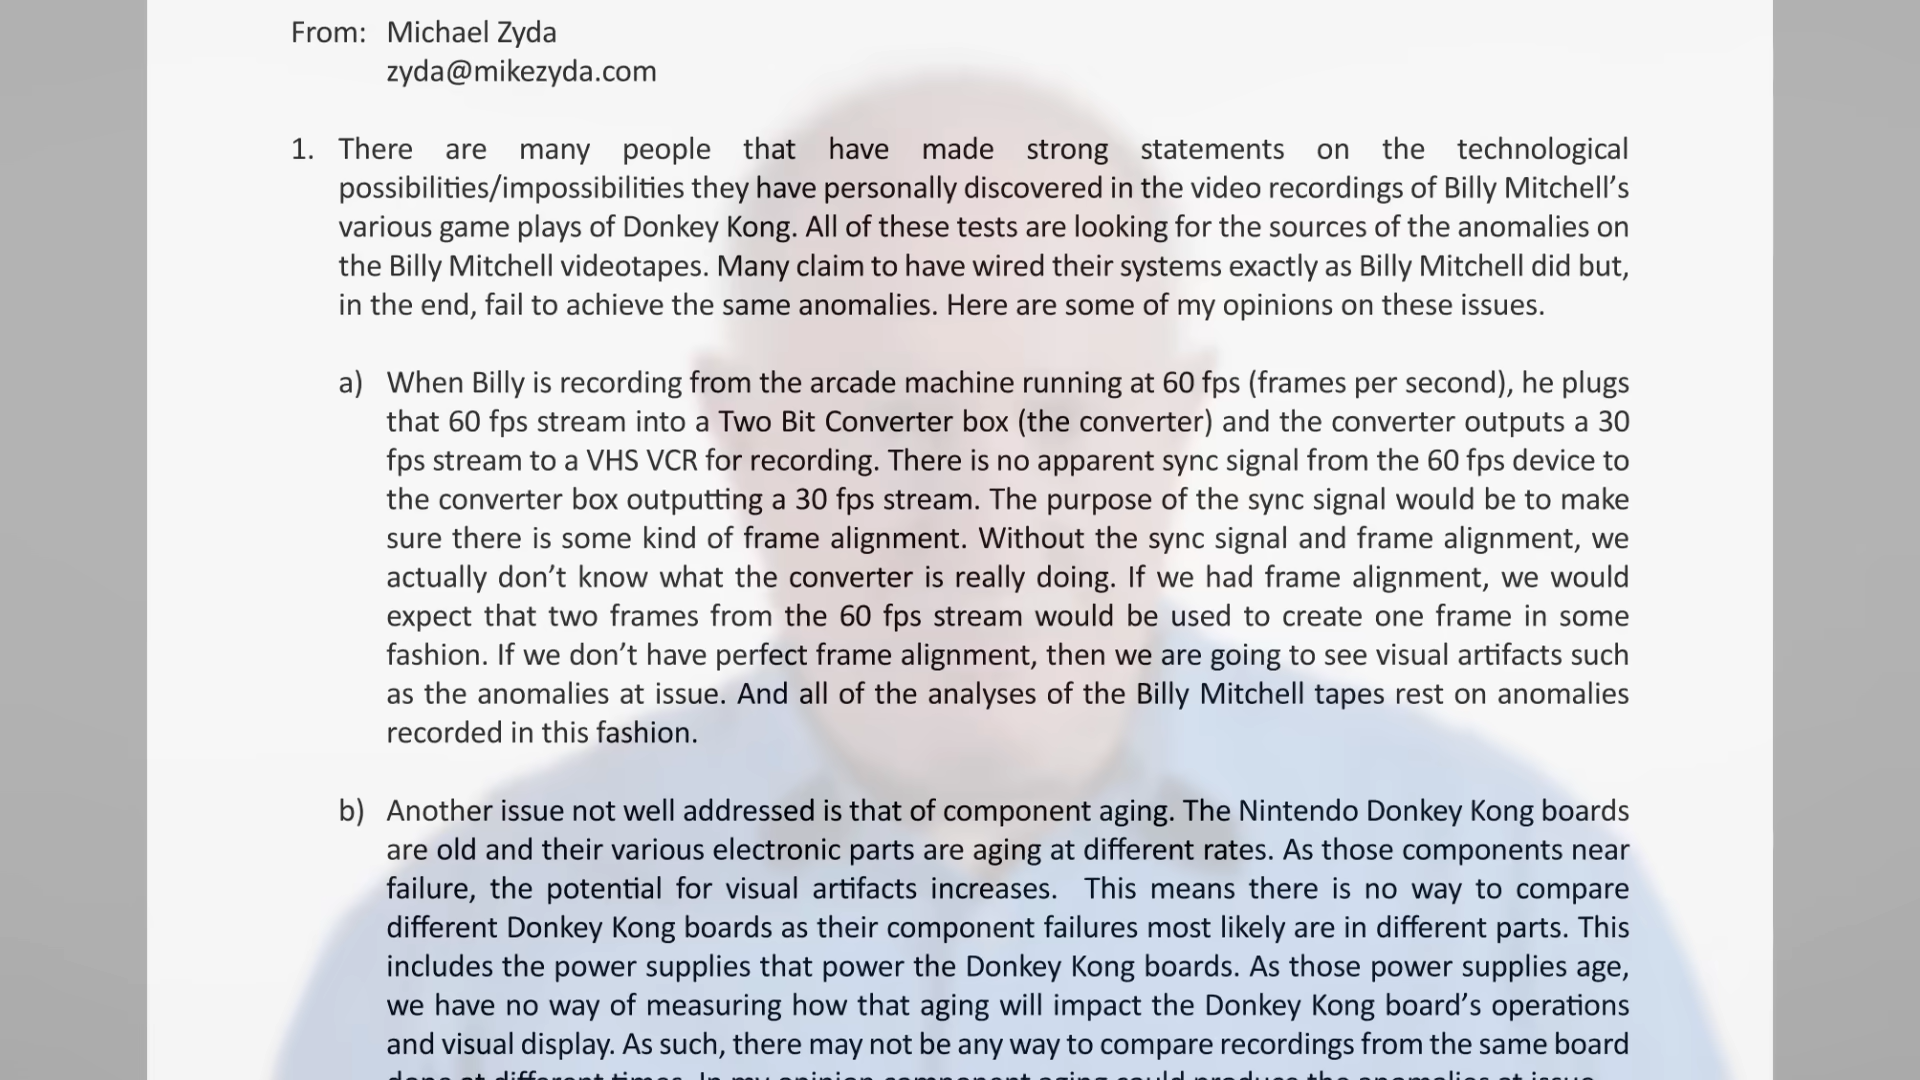 From: Michael Zyda
zyda@mikezyda.com
1. There are many people that have made strong statements on the technological
possibilities/impossibilities they have personally discovered in the video recordings of Billy Mitchell’s
various game plays of Donkey Kong. All of these tests are looking for the sources of the anomalies on
the Billy Mitchell videotapes. Many claim to have wired their systems exactly as Billy Mitchell did but,
in the end, fail to achieve the same anomalies. Here are some of my opinions on these issues.
a) When Billy is recording from the arcade machine running at 60 fps (frames per second), he plugs
that 60 fps stream into a Two Bit Converter box (the converter) and the converter outputs a 30
fps stream to a VHS VCR for recording. There is no apparent sync signal from the 60 fps device to
the converter box outputting a 30 fps stream. The purpose of the sync signal would be to make
sure there is some kind of frame alignment. Without the sync signal and frame alignment, we
actually don’t know what the converter is really doing. If we had frame alignment, we would
expect that two frames from the 60 fps stream would be used to create one frame in some
fashion. If we don’t have perfect frame alignment, then we are going to see visual artifacts such
as the anomalies at issue. And all of the analyses of the Billy Mitchell tapes rest on anomalies
recorded in this fashion.
b) Another issue not well addressed is that of component aging. The Nintendo Donkey Kong boards
are old and their various electronic parts are aging at different rates. As those components near
failure, the potential for visual artifacts increases. This means there is no way to compare
different Donkey Kong boards as their component failures most likely are in different parts. This
includes the power supplies that power the Donkey Kong boards. As those power supplies age,
we have no way of measuring how that aging will impact the Donkey Kong board’s operations
and visual display. As such, there may not be any way to compare recordings from the same board
done at different times. In my opinion component aging could produce the anomalies at issue.